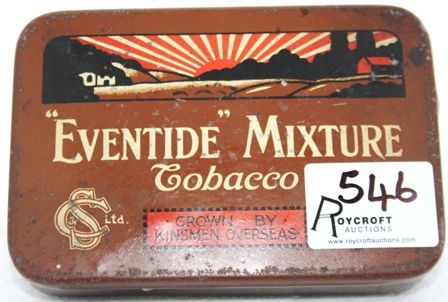 "EVENTIDE" MIXTURE
Tobacco
C&S Ltd.
GROWN BY
KINSMEN OVERSEAS
546
ROYCROFT
AUCTIONS
www.roycroftauctions.com